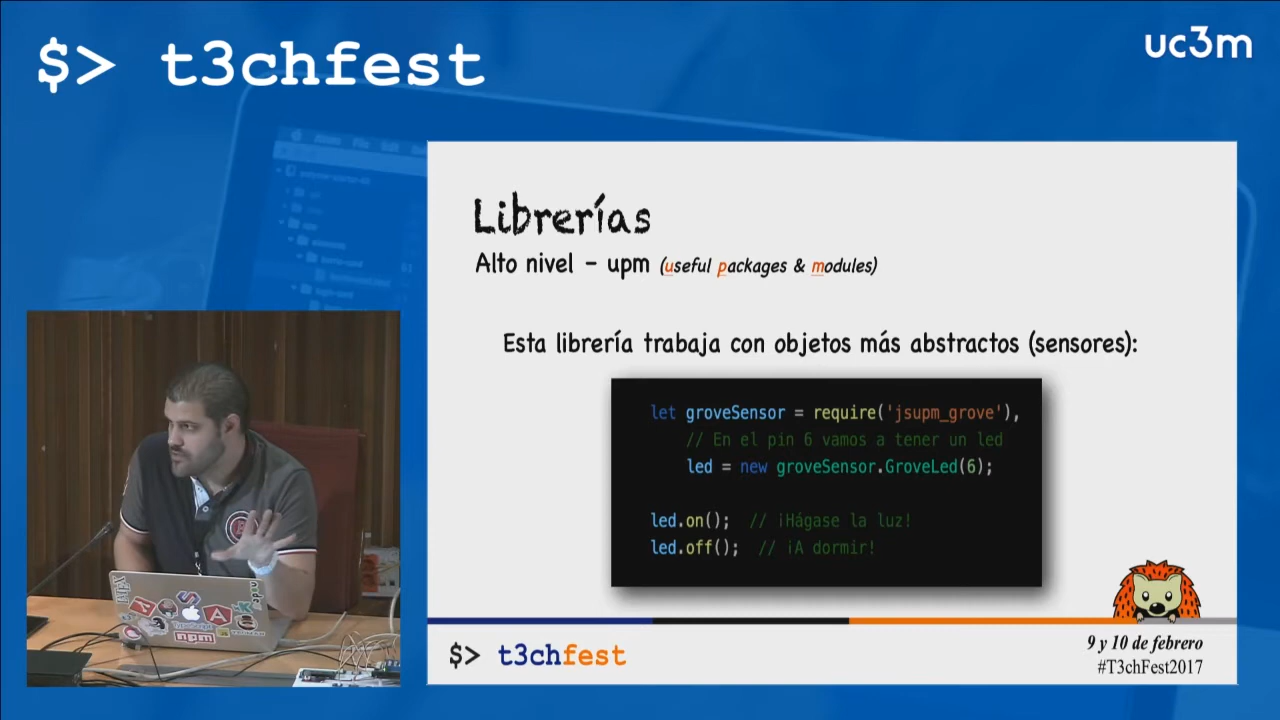 $> t3chfest
uc3m
Librerías
Alto nivel – upm (useful packages & modules)
Esta librería trabaja con objetos más abstractos (sensores):
let groveSensor = require('jsupm_grove'),
// En el pin 6 vamos a tener un led
led = new groveSensor.GroveLed(6);
led.on(); // ¡Hágase la luz!
led.off(); // ¡A dormir!
$> t3chfest
9 y 10 de febrero
#T3chFest2017
TypeScript
npm